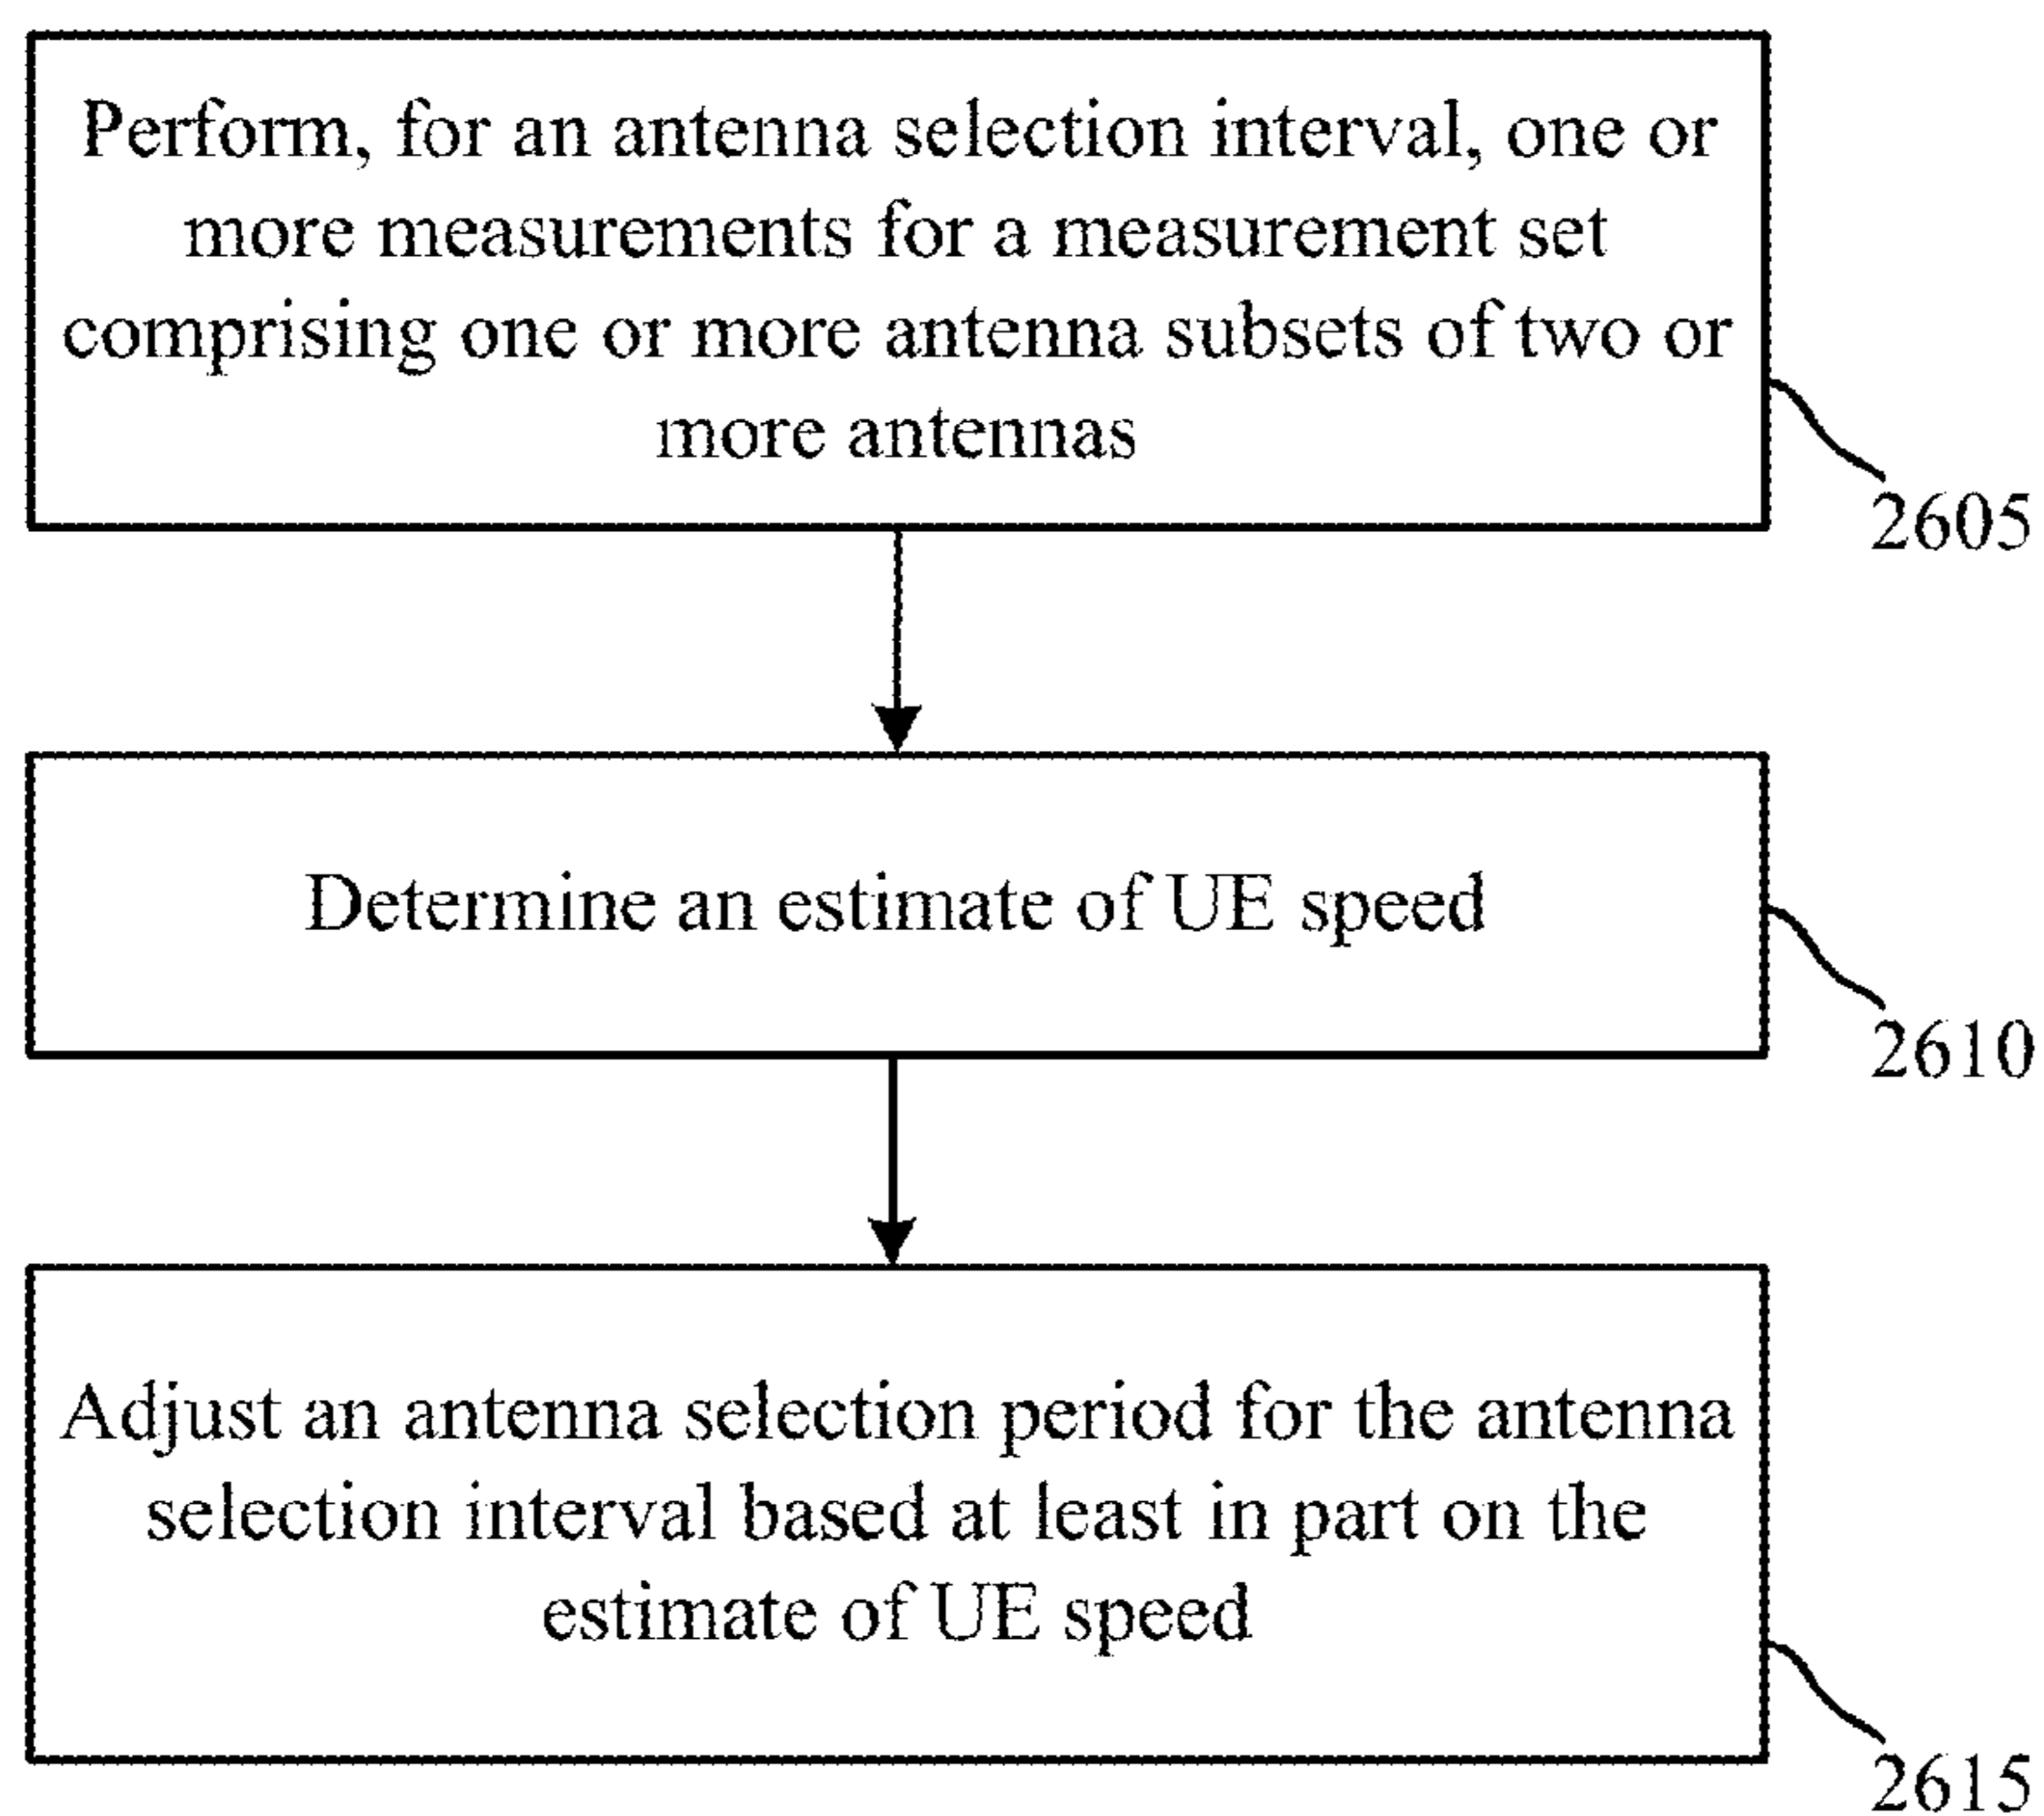 Perform, for an antenna selection interval, one or
more measurements for a measurement set
comprising one or more antenna subsets of two or
more antennas
2605
Determine an estimate of UE speed
2610
Adjust an antenna selection period for the antenna
selection interval based at least in part on the
estimate of UE speed
2615